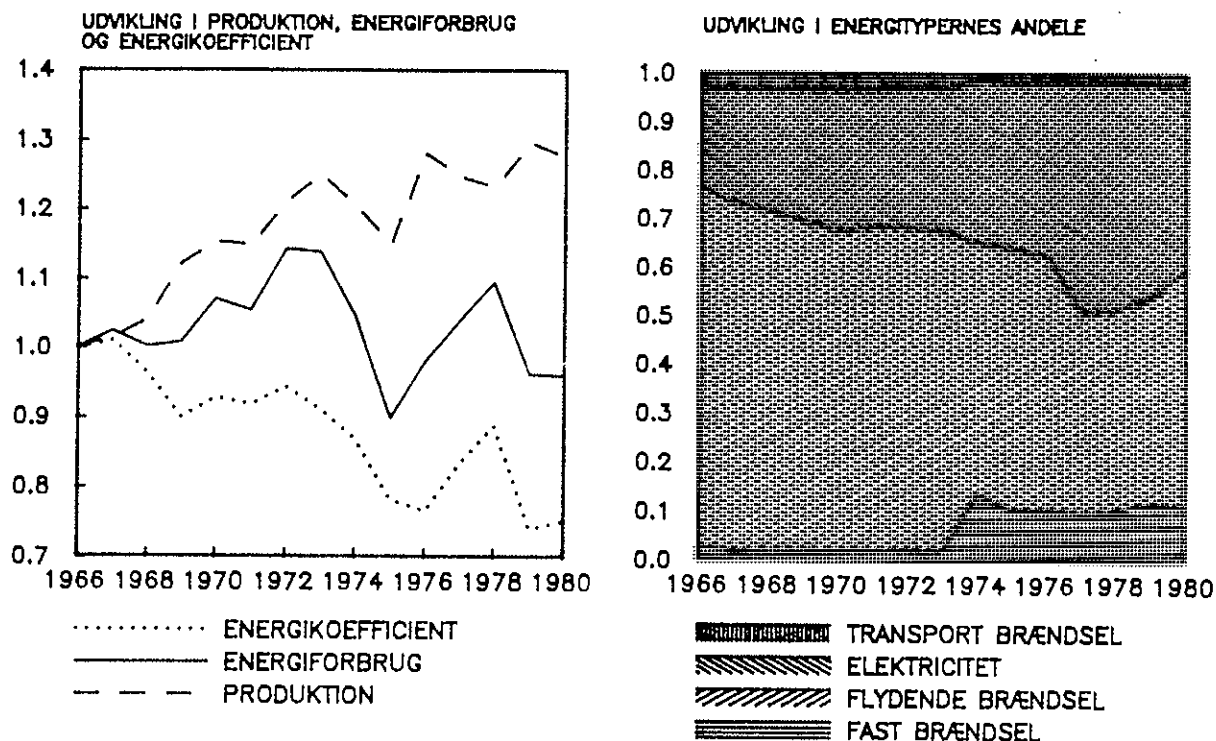 UDVIKLING I PRODUKTION, ENERGIFORBRUG
OG ENERGIKOEFFICIENT
1.4
1.3
1.2
1.1
1.0
0.9
0.8
0.7
1966 1968 1970 1972 1974 1976 1978 1980
ENERGIKOEFFICIENT
ENERGIFORBRUG
PRODUKTION
UDVIKLING I ENERGITYPERNES ANDELE
1.0
0.9
0.8
0.7
0.6
0.5
0.4
0.3
0.2
0.1
0.0
1966 1968 1970 1972 1974 1976 1978 1980
TRANSPORT BRÆNDSEL
ELEKTRICITET
FLYDENDE BRÆNDSEL
FAST BRÆNDSEL